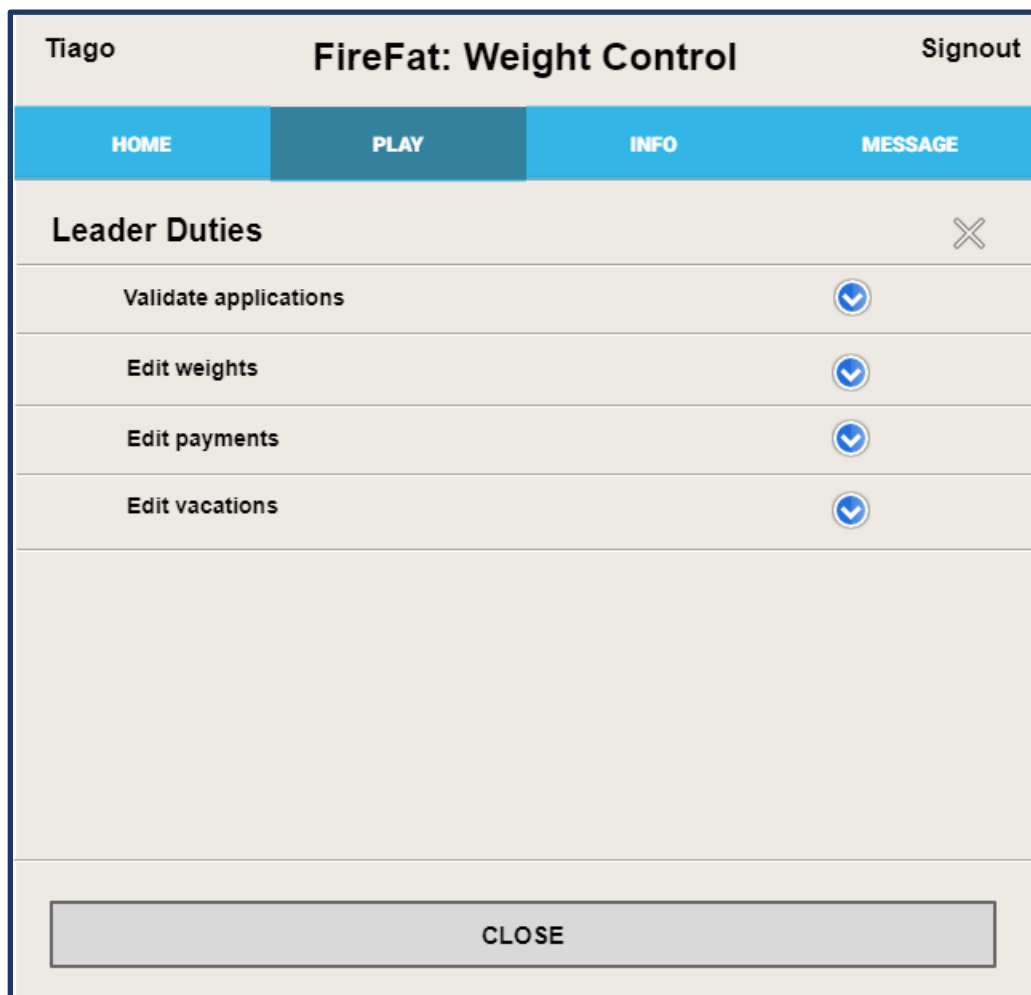 Tiago
FireFat: Weight Control
Signout
HOME
PLAY
INFO
MESSAGE
Leader Duties
Validate applications
Edit weights
Edit payments
Edit vacations
CLOSE